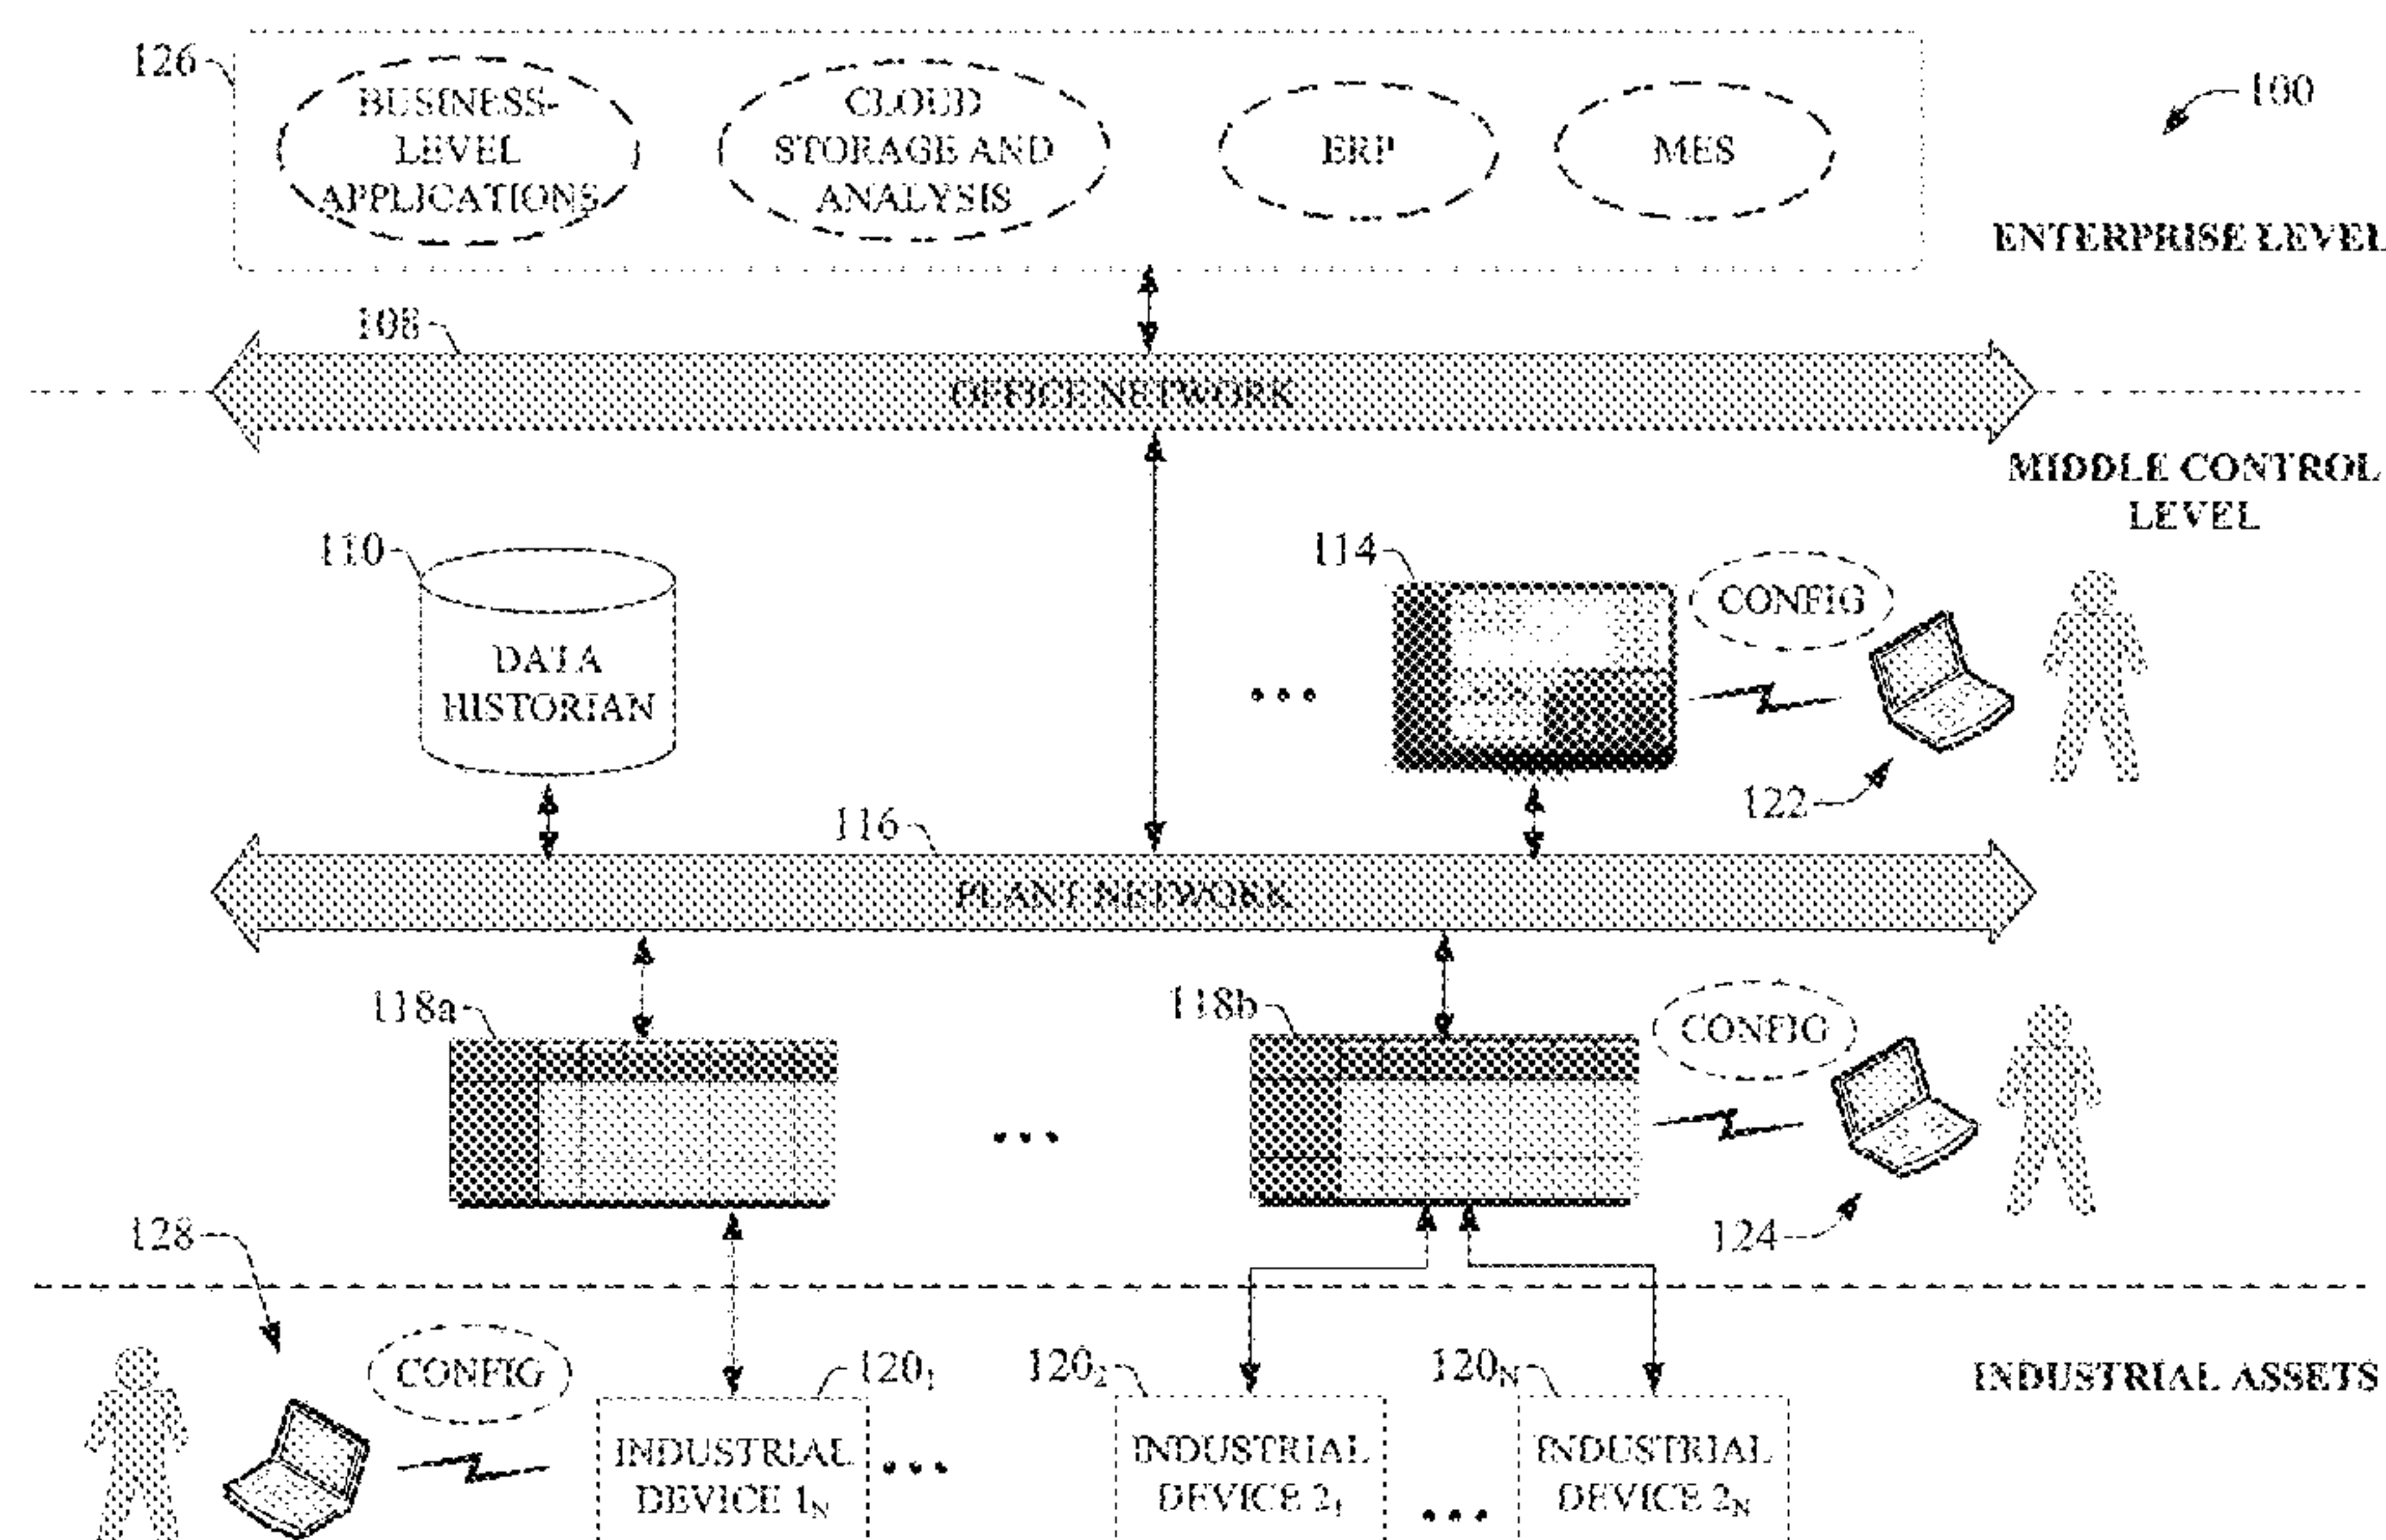 126
BUSINESS-
LEVEL
APPLICATIONS
CLOUD
STORAGE AND
ANALYSIS
ERP
MES
100
ENTERPRISE LEVEL
108
OFFICE NETWORK
MIDDLE CONTROL
LEVEL
110
DATA
HISTORIAN
114
CONFIG
122
116
PLANT NETWORK
118a
118b
CONFIG
124
128
CONFIG
120₁
INDUSTRIAL
DEVICE 1ₙ
120₂
INDUSTRIAL
DEVICE 2₁
120ₙ
INDUSTRIAL
DEVICE 2ₙ
INDUSTRIAL ASSETS